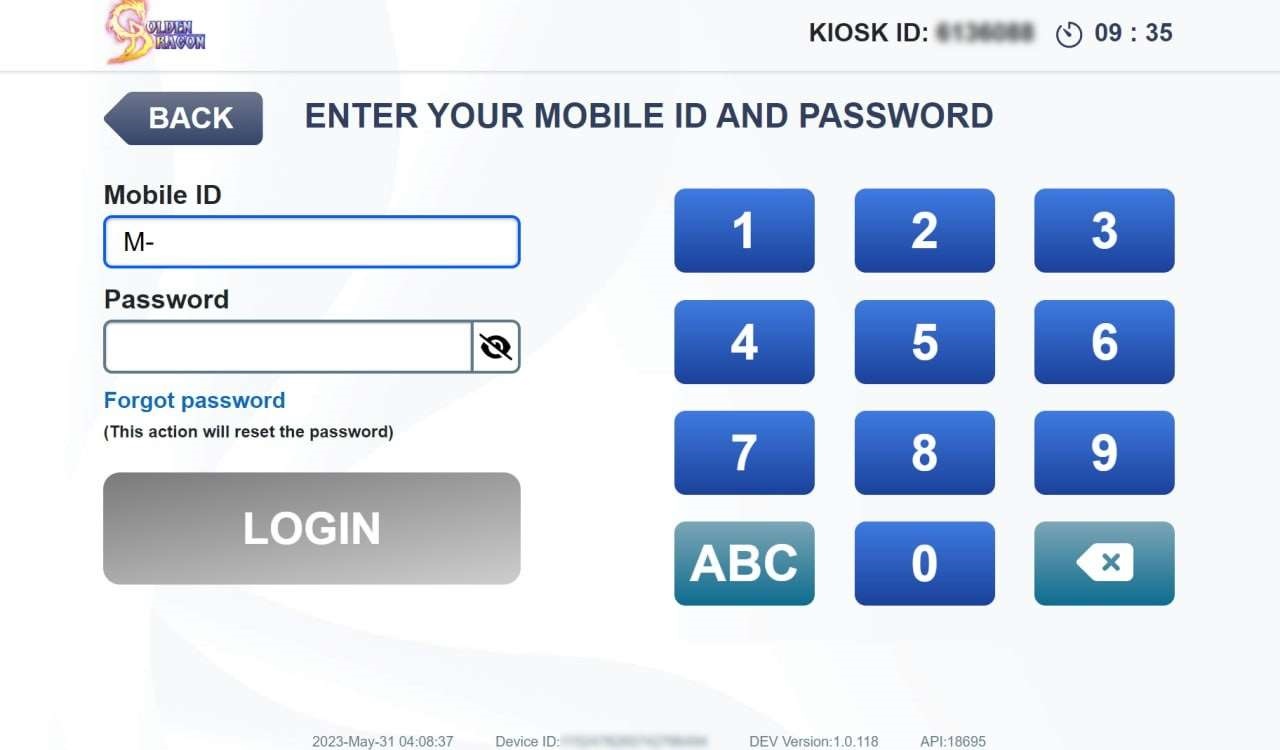 GOLDEN DRAGON
KIOSK ID: 09 : 35
BACK
ENTER YOUR MOBILE ID AND PASSWORD
Mobile ID
M-
Password
Forgot password
(This action will reset the password)
LOGIN
1 2 3
4 5 6
7 8 9
ABC 0
2023-May-31 04:08:37 Device ID: DEV Version:1.0.118 API:18695